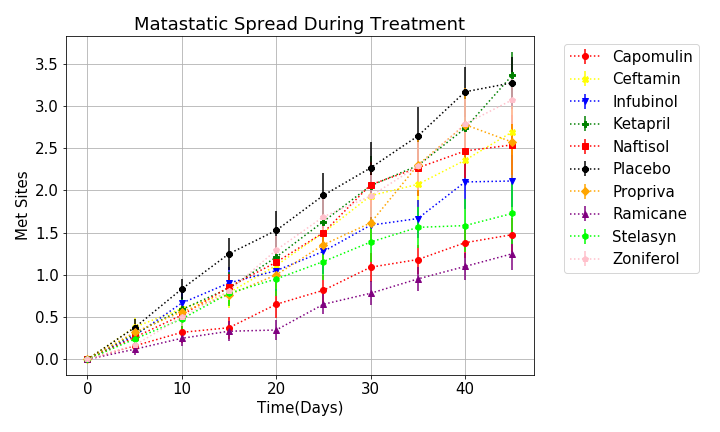 Matastatic Spread During Treatment
Met Sites
3.5
3.0
2.5
2.0
1.5
1.0
0.5
0.0
0 10 20 30 40
Time(Days)
Capomulin
Ceftamin
Infubinol
Ketapril
Naftisol
Placebo
Propriva
Ramicane
Stelasyn
Zoniferol